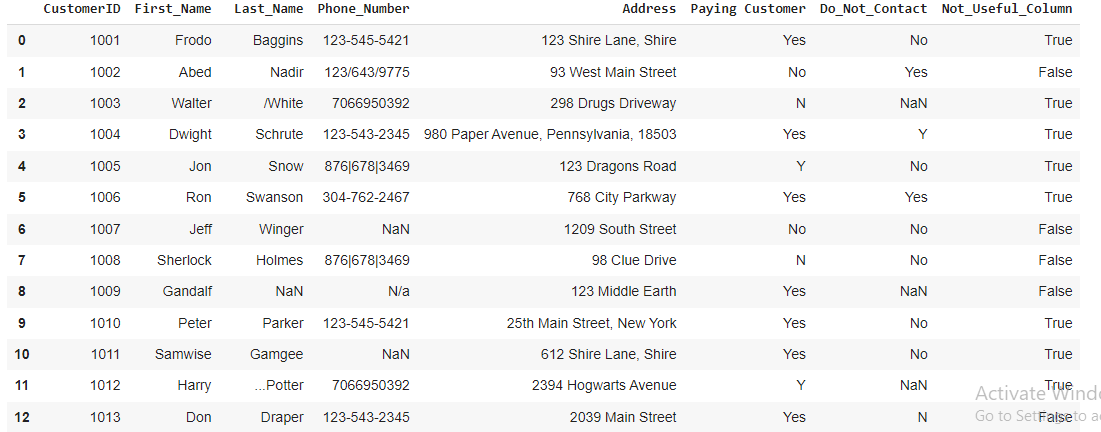 CustomerID First_Name Last_Name Phone_Number Address Paying Customer Do_Not_Contact Not_Useful_Column
0 1001 Frodo Baggins 123-545-5421 123 Shire Lane, Shire Yes No True
1 1002 Abed Nadir 123/643/9775 93 West Main Street No Yes False
2 1003 Walter /White 7066950392 298 Drugs Driveway N NaN True
3 1004 Dwight Schrute 123-543-2345 980 Paper Avenue, Pennsylvania, 18503 Yes Y True
4 1005 Jon Snow 876|678|3469 123 Dragons Road Y No True
5 1006 Ron Swanson 304-762-2467 768 City Parkway Yes Yes True
6 1007 Jeff Winger NaN 1209 South Street No No False
7 1008 Sherlock Holmes 876|678|3469 98 Clue Drive N No False
8 1009 Gandalf NaN N/a 123 Middle Earth Yes NaN False
9 1010 Peter Parker 123-545-5421 25th Main Street, New York Yes No True
10 1011 Samwise Gamgee NaN 612 Shire Lane, Shire Yes No True
11 1012 Harry ...Potter 7066950392 2394 Hogwarts Avenue Y NaN True
Activate Windo
12 1013 Don Draper 123-543-2345 2039 Main Street Yes N False
Go to Settings to a